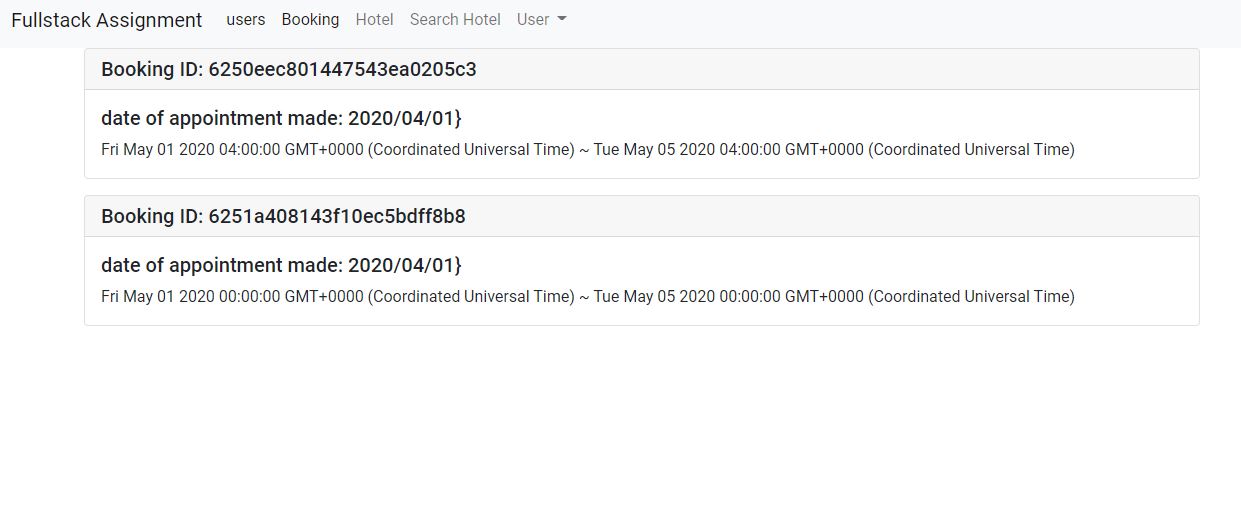 Fullstack Assignment users Booking Hotel Search Hotel User
Booking ID: 6250eec801447543ea0205c3
date of appointment made: 2020/04/01}
Fri May 01 2020 04:00:00 GMT+0000 (Coordinated Universal Time) ~ Tue May 05 2020 04:00:00 GMT+0000 (Coordinated Universal Time)
Booking ID: 6251a408143f10ec5bdff8b8
date of appointment made: 2020/04/01}
Fri May 01 2020 00:00:00 GMT+0000 (Coordinated Universal Time) ~ Tue May 05 2020 00:00:00 GMT+0000 (Coordinated Universal Time)